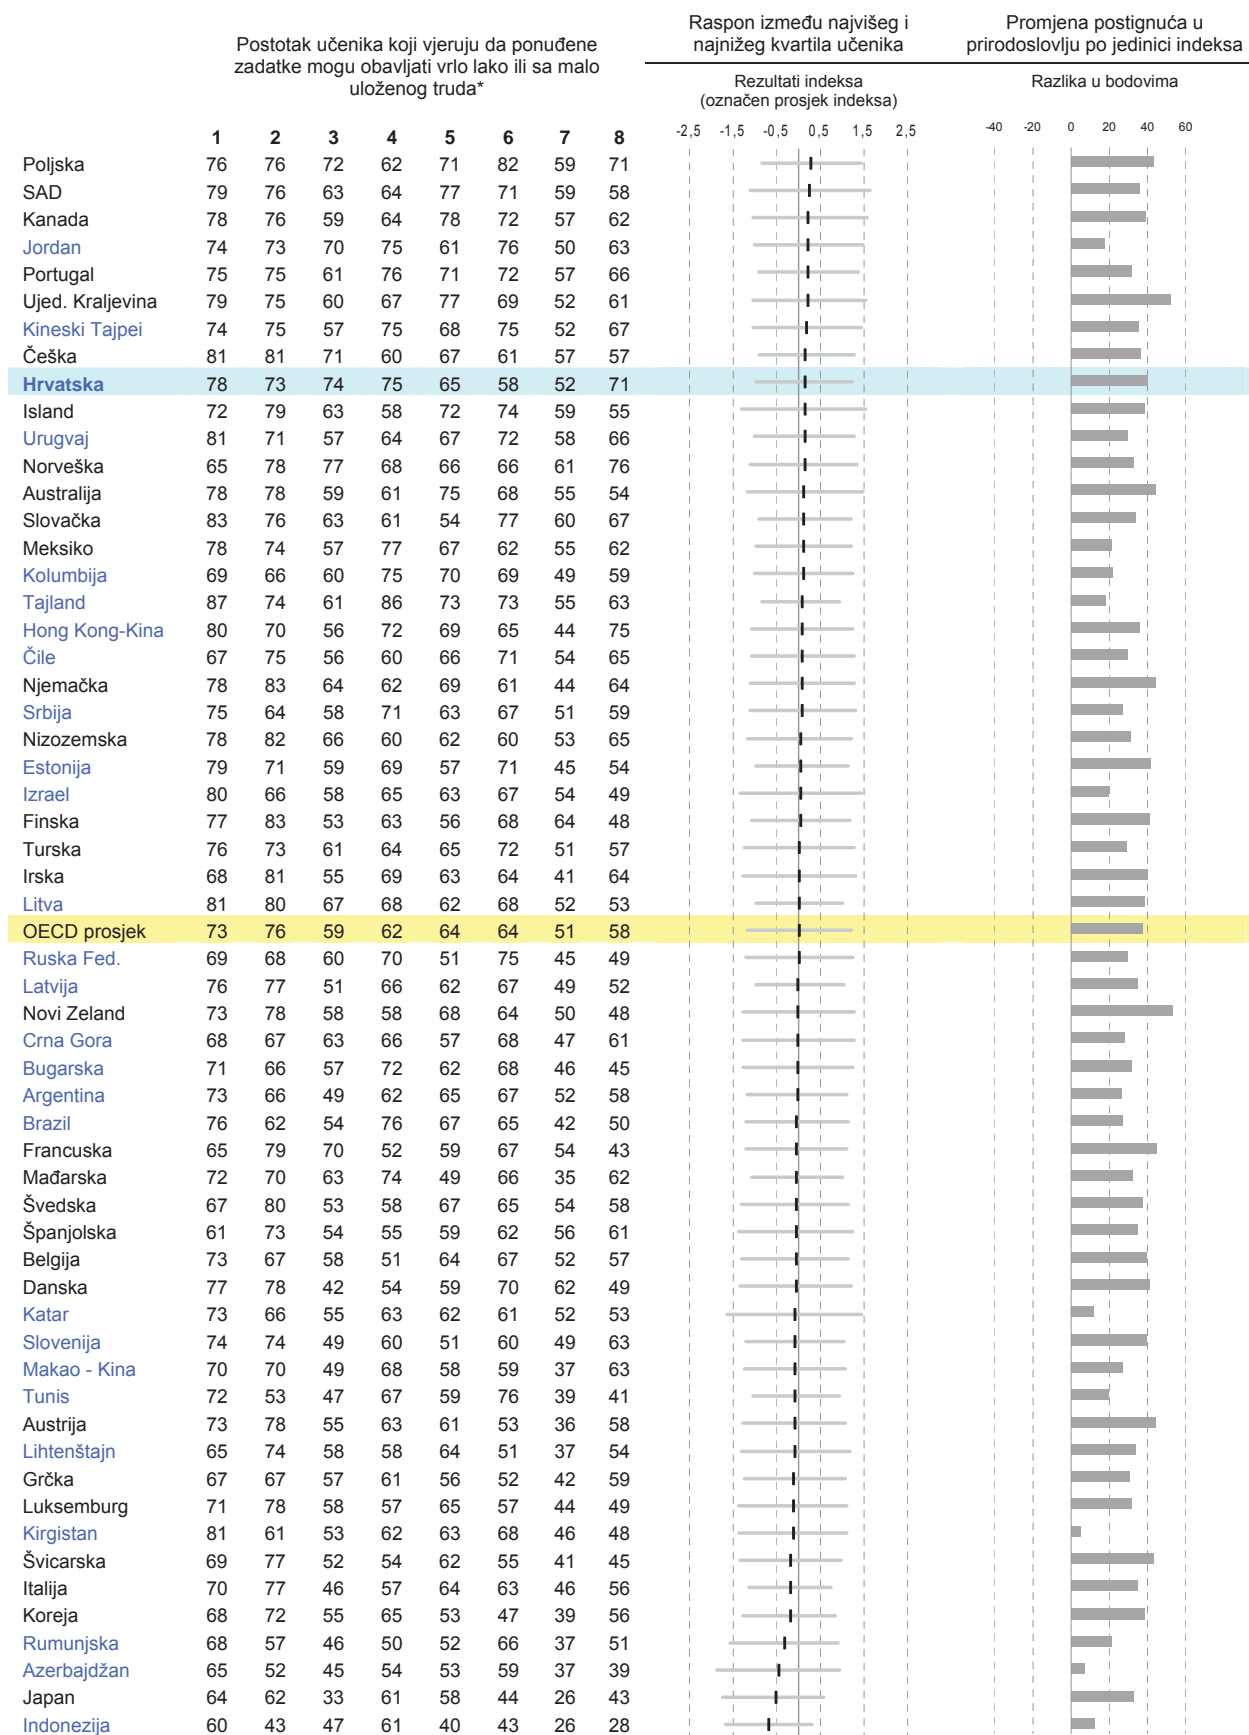 Postotak učenika koji vjeruju da ponuđene
zadatke mogu obavljati vrlo lako ili sa malo
uloženog truda*
Raspon između najvišeg i
najnižeg kvartila učenika
Promjena postignuća u
prirodoslovlju po jedinici indeksa
Rezultati indeksa
(označen prosjek indeksa)
Razlika u bodovima
1 2 3 4 5 6 7 8
-2,5 -1,5 -0,5 0,5 1,5 2,5
-40 -20 0 20 40 60
Poljska 76 76 72 62 71 82 59 71
SAD 79 76 63 64 77 71 59 58
Kanada 78 76 59 64 78 72 57 62
Jordan 74 73 70 75 61 76 50 63
Portugal 75 75 61 76 71 72 57 66
Ujed. Kraljevina 79 75 60 67 77 69 52 61
Kineski Tajpei 74 75 57 75 68 75 52 67
Češka 81 81 71 60 67 61 57 57
Hrvatska 78 73 74 75 65 58 52 71
Island 72 79 63 58 72 74 59 55
Urugvaj 81 71 57 64 67 72 58 66
Norveška 65 78 77 68 66 66 61 76
Australija 78 78 59 61 75 68 55 54
Slovačka 83 76 63 61 54 77 60 67
Meksiko 78 74 57 77 67 62 55 62
Kolumbija 69 66 60 75 70 69 49 59
Tajland 87 74 61 86 73 73 55 63
Hong Kong-Kina 80 70 56 72 69 65 44 75
Čile 67 75 56 60 66 71 54 65
Njemačka 78 83 64 62 69 61 44 64
Srbija 75 64 58 71 63 67 51 59
Nizozemska 78 82 66 60 62 60 53 65
Estonija 79 71 59 69 57 71 45 54
Izrael 80 66 58 65 63 67 54 49
Finska 77 83 53 63 56 68 64 48
Turska 76 73 61 64 65 72 51 57
Irska 68 81 55 69 63 64 41 64
Litva 81 80 67 68 62 68 52 53
OECD prosjek 73 76 59 62 64 64 51 58
Ruska Fed. 69 68 60 70 51 75 45 49
Latvija 76 77 51 66 62 67 49 52
Novi Zeland 73 78 58 58 68 64 50 48
Crna Gora 68 67 63 66 57 68 47 61
Bugarska 71 66 57 72 62 68 46 45
Argentina 73 66 49 62 65 67 52 58
Brazil 76 62 54 76 67 65 42 50
Francuska 65 79 70 52 59 67 54 43
Mađarska 72 70 63 74 49 66 35 62
Švedska 67 80 53 58 67 65 54 58
Španjolska 61 73 54 55 59 62 56 61
Belgija 73 67 58 51 64 67 52 57
Danska 77 78 42 54 59 70 62 49
Katar 73 66 55 63 62 61 52 53
Slovenija 74 74 49 60 51 60 49 63
Makao - Kina 70 70 49 68 58 59 37 63
Tunis 72 53 47 67 59 76 39 41
Austrija 73 78 55 63 61 53 36 58
Lihtenštajn 65 74 58 58 64 51 37 54
Grčka 67 67 57 61 56 52 42 59
Luksemburg 71 78 58 57 65 57 44 49
Kirgistan 81 61 53 62 63 68 46 48
Švicarska 69 77 52 54 62 55 41 45
Italija 70 77 46 57 64 63 46 56
Koreja 68 72 55 65 53 47 39 56
Rumunjska 68 57 46 50 52 66 37 51
Azerbajdžan 65 52 45 54 53 59 37 39
Japan 64 62 33 61 58 44 26 43
Indonezija 60 43 47 61 40 43 26 28